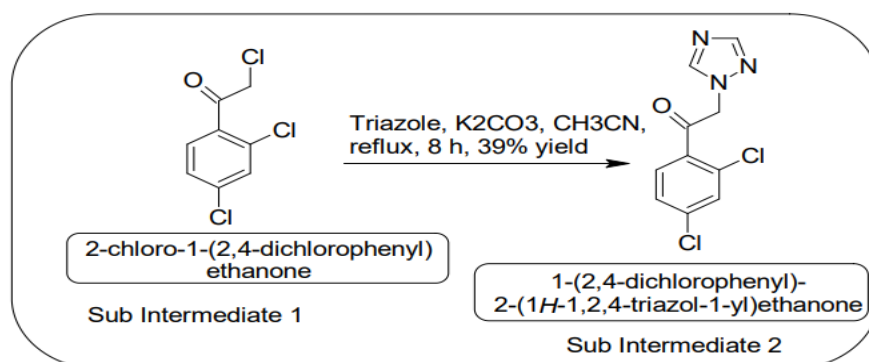 Cl
O
Cl
Cl
2-chloro-1-(2,4-dichlorophenyl)
ethanone
Sub Intermediate 1
Triazole, K2CO3, CH3CN,
reflux, 8 h, 39% yield
N
N
N
O
Cl
Cl
1-(2,4-dichlorophenyl)-
2-(1H-1,2,4-triazol-1-yl)ethanone
Sub Intermediate 2